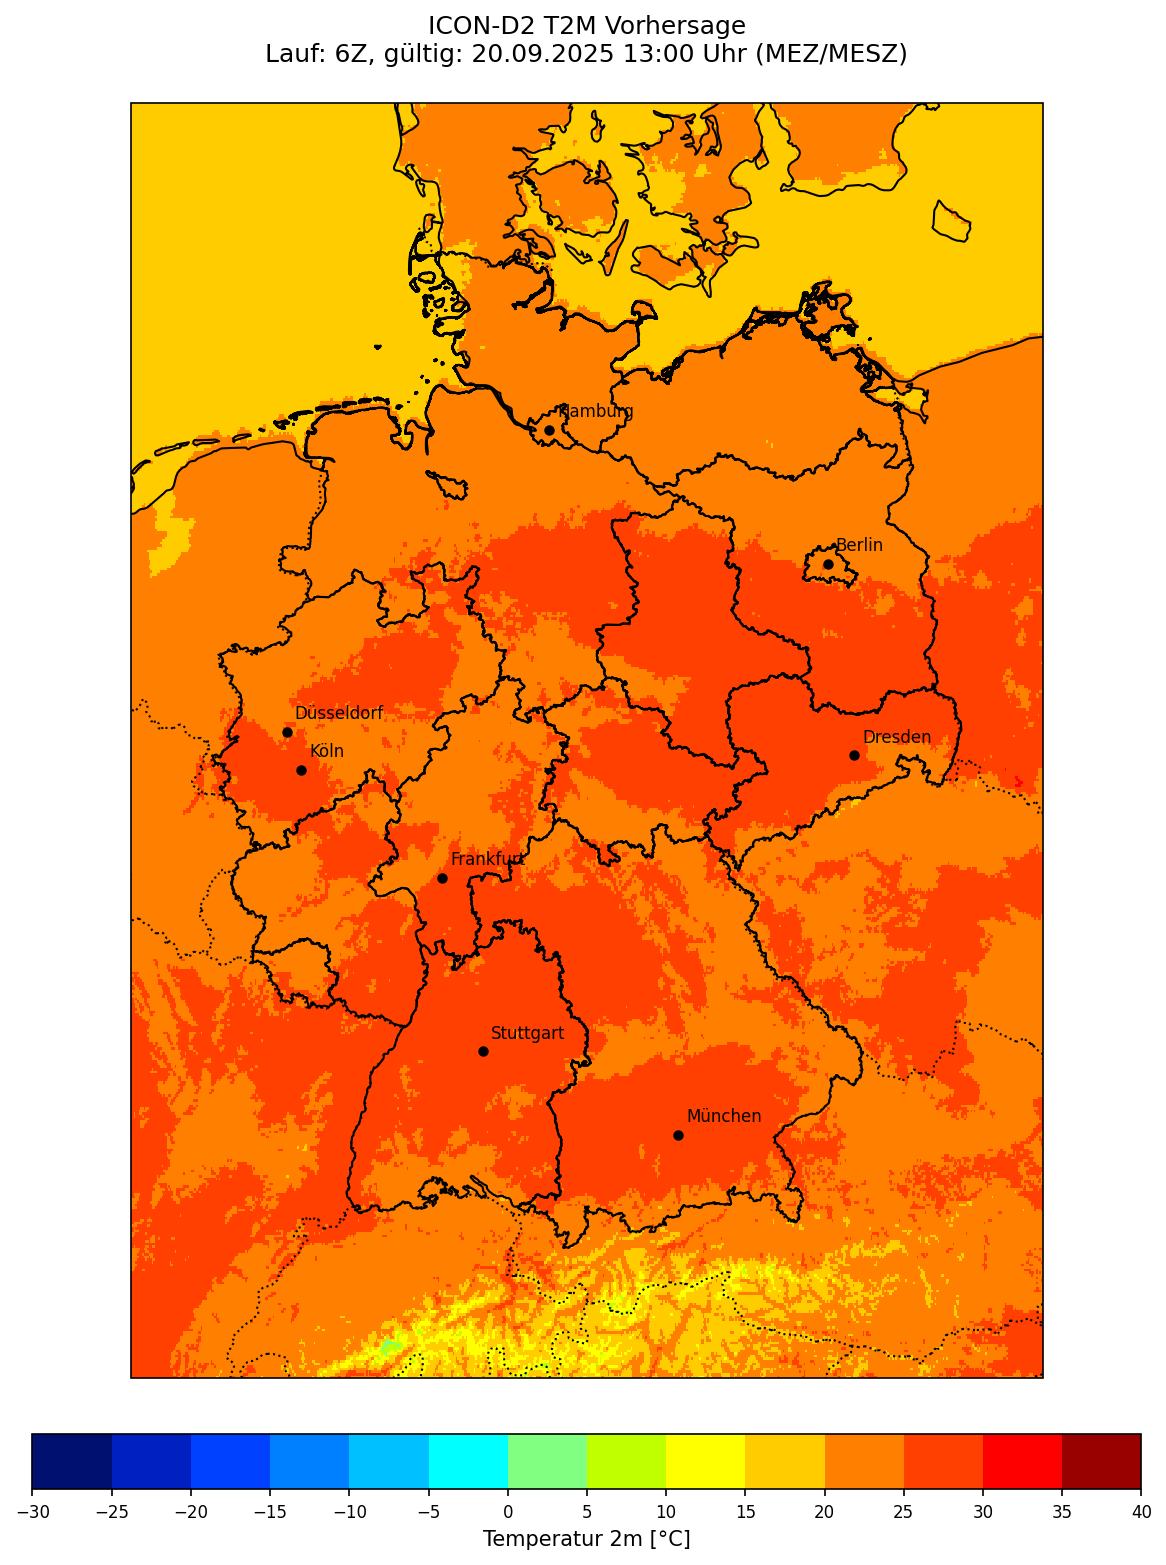 ICON-D2 T2M Vorhersage
Lauf: 6Z, gültig: 20.09.2025 13:00 Uhr (MEZ/MESZ)
Hamburg
Berlin
Düsseldorf
Dresden
Köln
Frankfurt
Stuttgart
München
−30 −25 −20 −15 −10 −5 0 5 10 15 20 25 30 35 40
Temperatur 2m [°C]